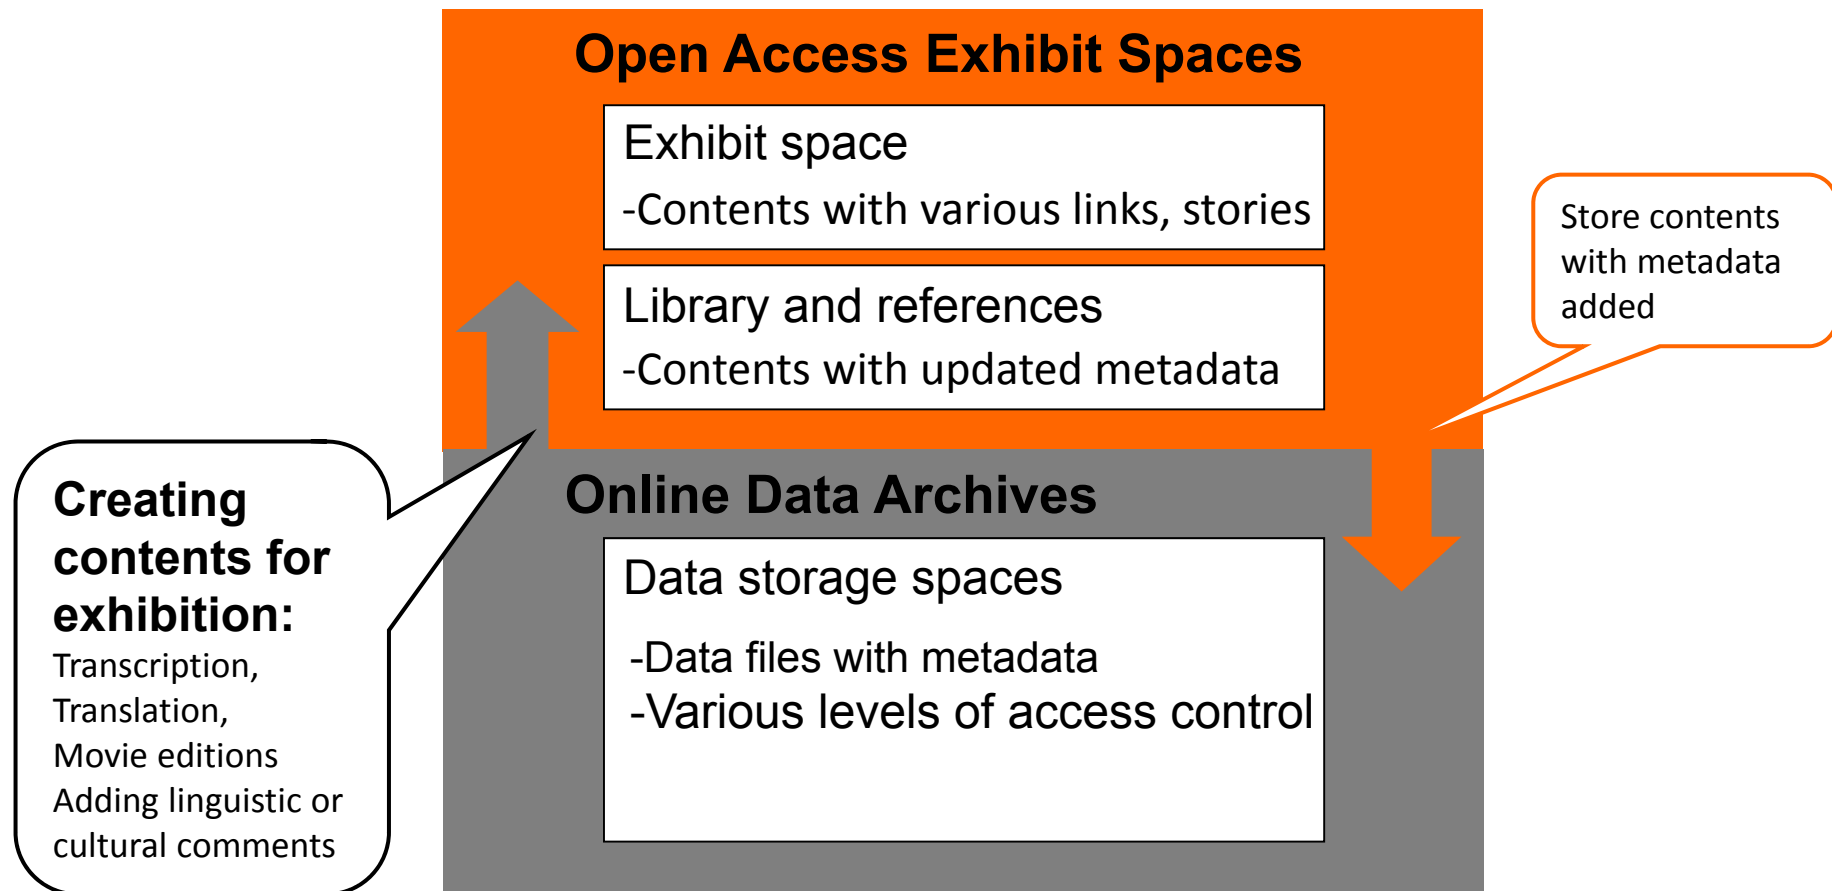 Open Access Exhibit Spaces
Exhibit space
-Contents with various links, stories
Library and references
-Contents with updated metadata
Store contents
with metadata
added
Online Data Archives
Data storage spaces
-Data files with metadata
-Various levels of access control
Creating
contents for
exhibition:
Transcription,
Translation,
Movie editions
Adding linguistic or
cultural comments